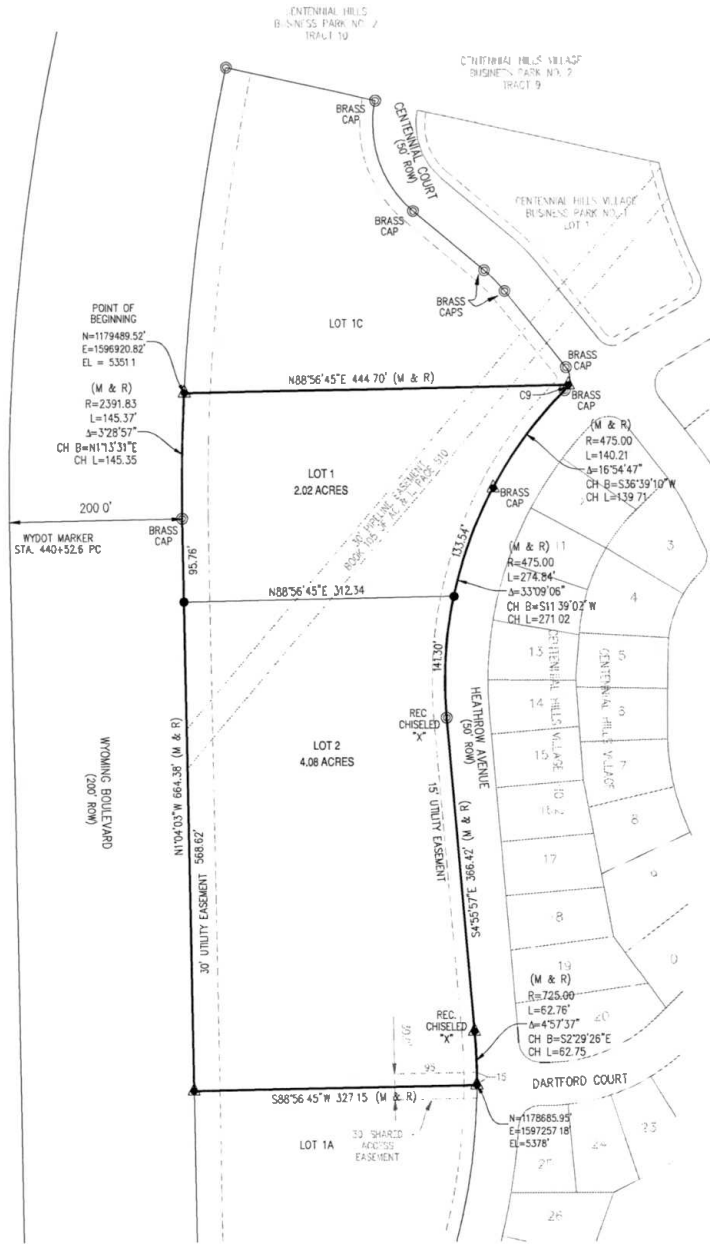 CENTENNIAL HILLS
BUSINESS PARK NO. 2
TRACT 10
CENTENNIAL HILLS VILLAGE
BUSINESS PARK NO. 2
TRACT 9
BRASS
CAP
CENTENNIAL COURT
(50' ROW)
CENTENNIAL HILLS VILLAGE
BUSINESS PARK NO. 1
LOT 1
BRASS
CAP
BRASS
CAPS
POINT OF
BEGINNING
N=1179489.52'
E=1596920.82'
EL = 5351.1
LOT 1C
BRASS
CAP
N88°56'45"E 444.70' (M & R)
C9
BRASS
CAP
(M & R)
R=2391.83
L=145.37'
Δ=3°28'57"
CH B=N1°13'31"E
CH L=145.35
(M & R)
R=475.00
L=140.21
Δ=16°54'47"
CH B=S36°39'10"W
CH L=139.71
LOT 1
2.02 ACRES
30' PIPELINE EASEMENT
BRASS
CAP
200.0'
WYDOT MARKER
STA. 440+52.6 PC
BRASS
CAP
95.76'
133.54'
(M & R)
R=475.00
L=274.84'
Δ=33°09'06"
CH B=S11°39'02"W
CH L=271.02
N88°56'45"E 312.34
11
3
4
13
5
14
15
7
8
17
19
20
CENTENNIAL HILLS VILLAGE
CENTENNIAL HILLS VILLAGE
141.30'
REC
CHISELED
"X"
HEATHROW AVENUE
(50' ROW)
LOT 2
4.08 ACRES
WYOMING BOULEVARD
(200' ROW)
N1°04'03"W 664.38' (M & R)
568.62'
30' UTILITY EASEMENT
15' UTILITY EASEMENT
S4°55'57"E 366.42' (M & R)
(M & R)
R=725.00
L=62.76'
Δ=4°57'37"
CH B=S2°29'26"E
CH L=62.75
REC.
CHISELED
"X"
95
15
DARTFORD COURT
S88°56'45"W 327.15 (M & R)
N=1178685.95'
E=1597257.18'
EL=5378'
LOT 1A
30' SHARED
ACCESS
EASEMENT
23
24
25
26